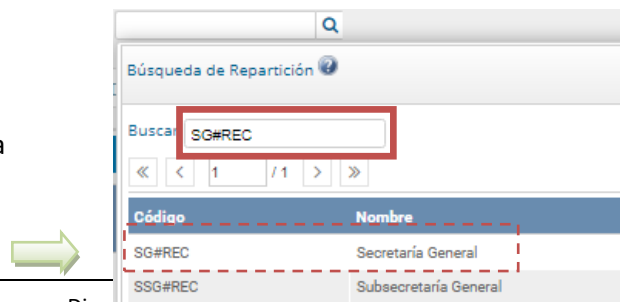 Búsqueda de Repartición
Buscar SG#REC
a
« < 1 / 1 > »
Código Nombre
SG#REC Secretaría General
SSG#REC Subsecretaría General